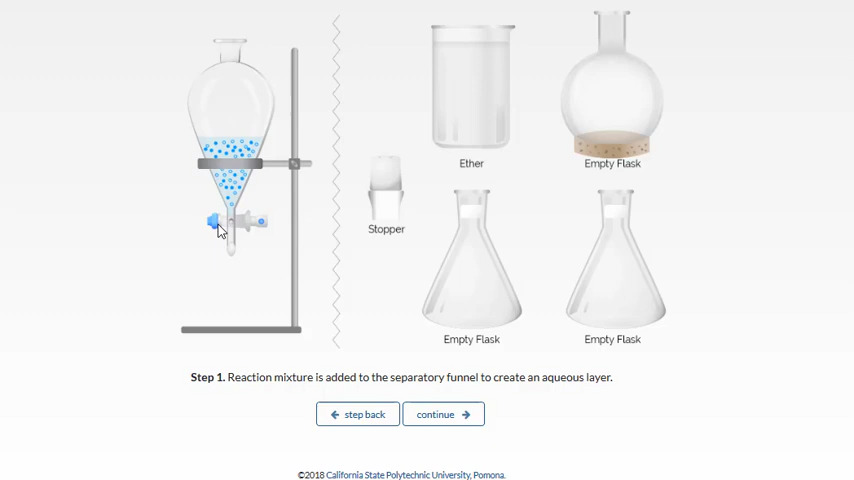 Ether
Empty Flask
Stopper
Empty Flask
Empty Flask
Step 1. Reaction mixture is added to the separatory funnel to create an aqueous layer.
step back
continue
©2018 California State Polytechnic University, Pomona.